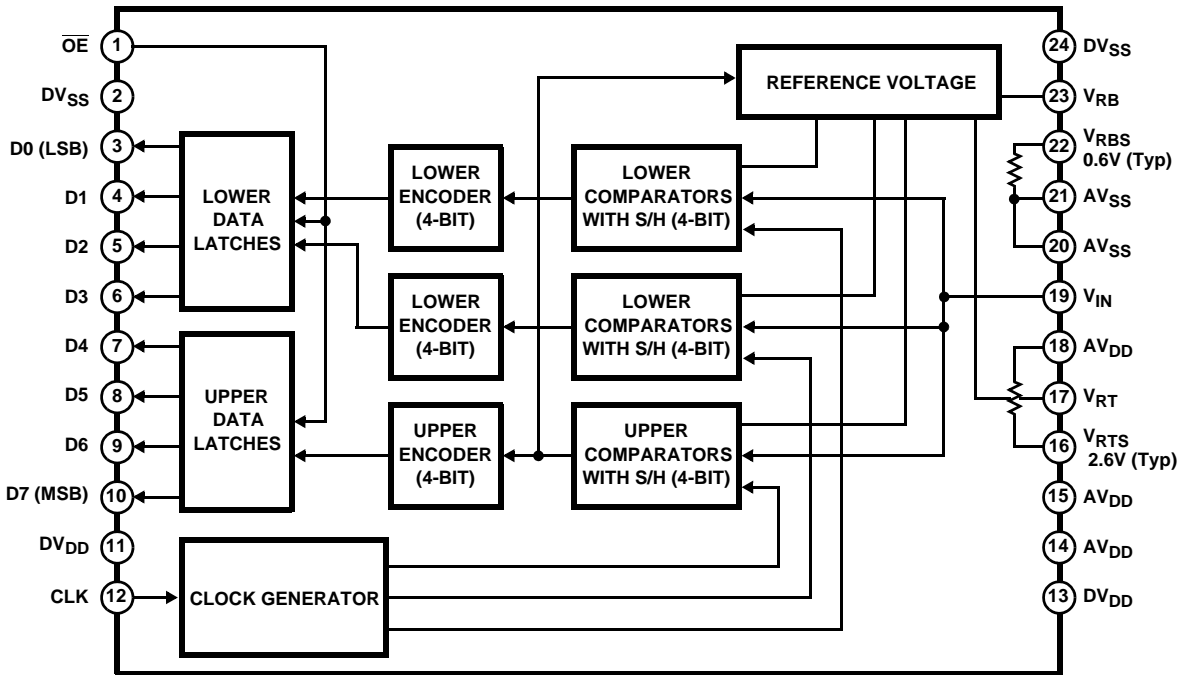 OE
1
DVSS
2
D0 (LSB)
3
D1
4
D2
5
D3
6
D4
7
D5
8
D6
9
D7 (MSB)
10
DVDD
11
CLK
12
LOWER
DATA
LATCHES
UPPER
DATA
LATCHES
CLOCK GENERATOR
LOWER
ENCODER
(4-BIT)
LOWER
ENCODER
(4-BIT)
UPPER
ENCODER
(4-BIT)
LOWER
COMPARATORS
WITH S/H (4-BIT)
LOWER
COMPARATORS
WITH S/H (4-BIT)
UPPER
COMPARATORS
WITH S/H (4-BIT)
REFERENCE VOLTAGE
24
DVSS
23
VRB
22
VRBS
0.6V (Typ)
21
AVSS
20
AVSS
19
VIN
18
AVDD
17
VRT
16
VRTS
2.6V (Typ)
15
AVDD
14
AVDD
13
DVDD